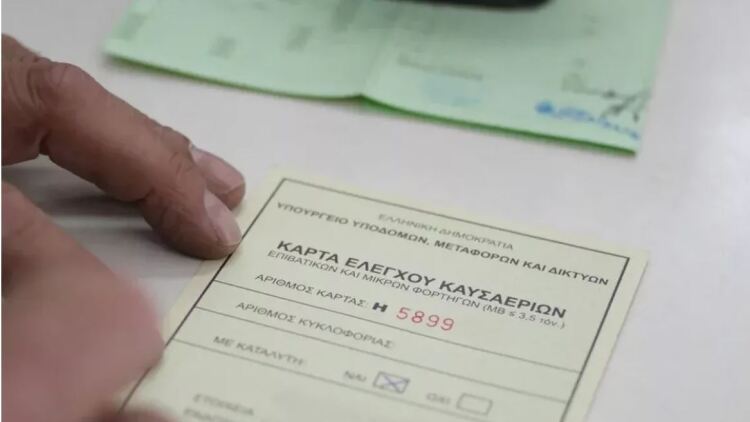 ΕΛΛΗΝΙΚΗ ΔΗΜΟΚΡΑΤΙΑ
ΥΠΟΥΡΓΕΙΟ ΥΠΟΔΟΜΩΝ, ΜΕΤΑΦΟΡΩΝ ΚΑΙ ΔΙΚΤΥΩΝ
ΚΑΡΤΑ ΕΛΕΓΧΟΥ ΚΑΥΣΑΕΡΙΩΝ
ΕΠΙΒΑΤΙΚΩΝ ΚΑΙ ΜΙΚΡΩΝ ΦΟΡΤΗΓΩΝ (ΜΒ ≤ 3,5 τόν.)
ΑΡΙΘΜΟΣ ΚΑΡΤΑΣ: Η 5899
ΑΡΙΘΜΟΣ ΚΥΚΛΟΦΟΡΙΑΣ:
ΜΕ ΚΑΤΑΛΥΤΗ: ΝΑΙ ΟΧΙ
ΕΤΑΙΡΕΙΑ